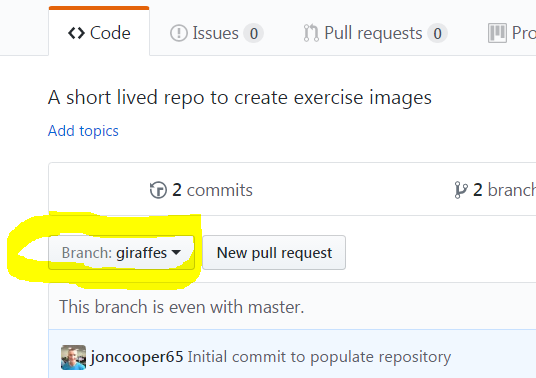 <> Code Issues 0 Pull requests 0 Pro
A short lived repo to create exercise images
Add topics
2 commits 2 branch
Branch: giraffes New pull request
This branch is even with master.
joncooper65 Initial commit to populate repository